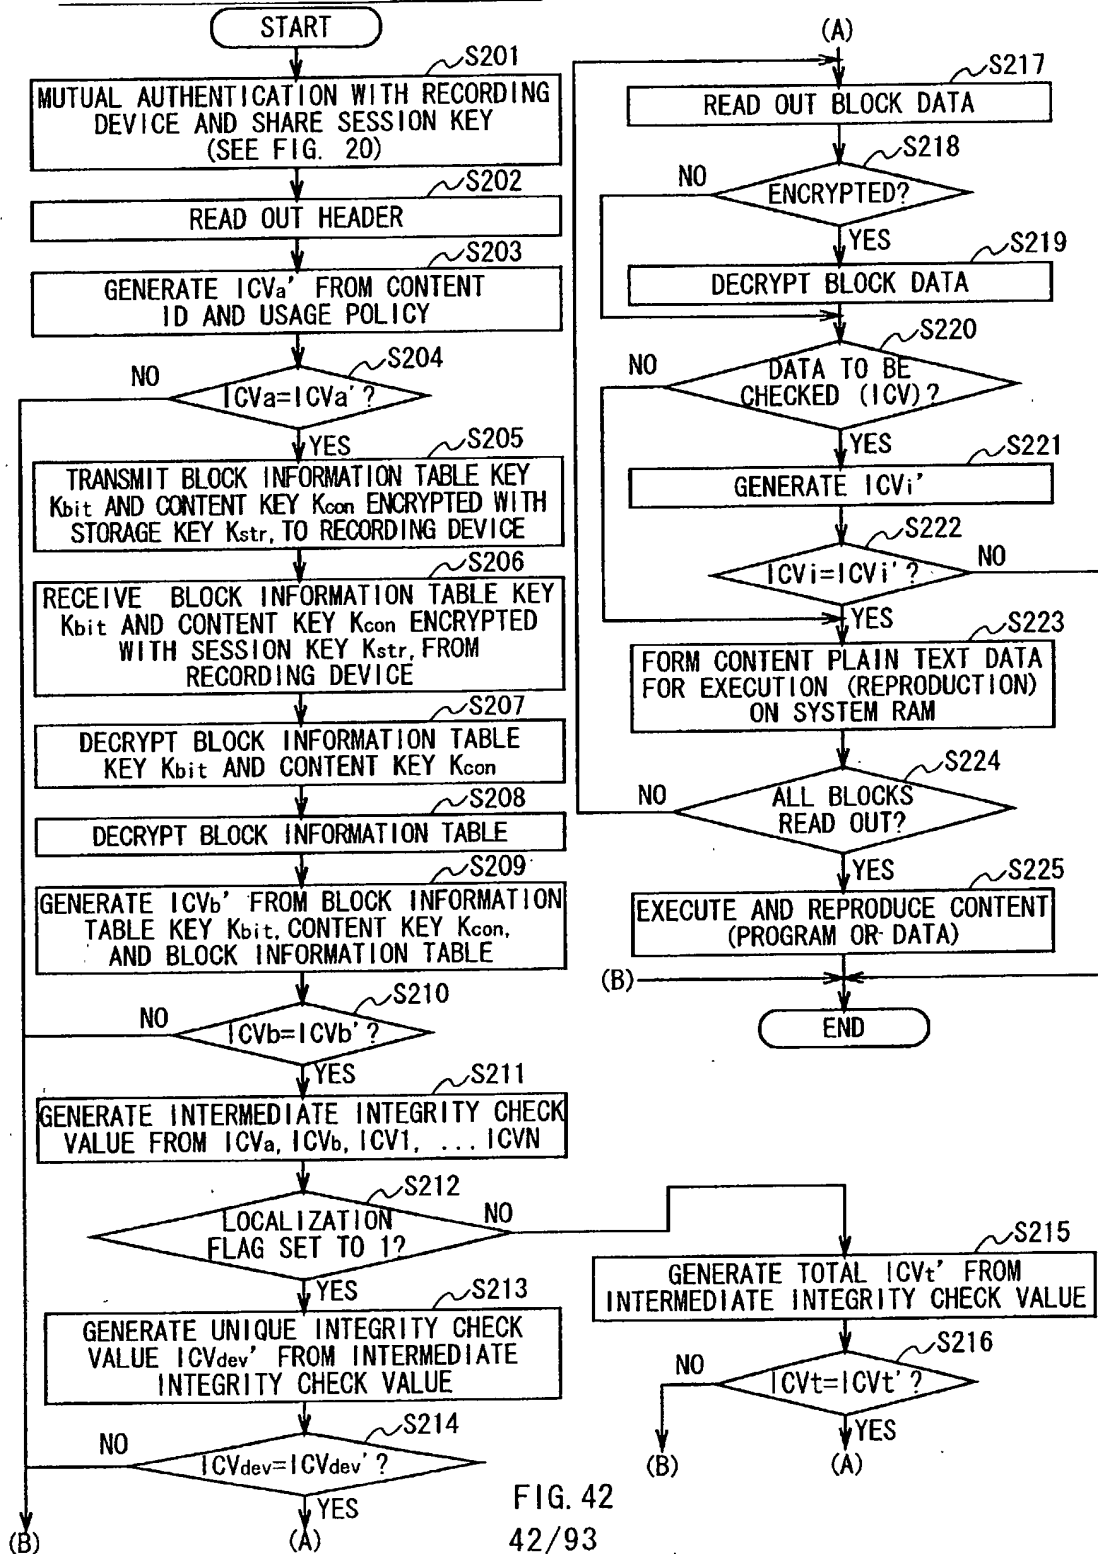 START
S201
MUTUAL AUTHENTICATION WITH RECORDING
DEVICE AND SHARE SESSION KEY
(SEE FIG. 20)
S202
READ OUT HEADER
S203
GENERATE ICVa' FROM CONTENT
ID AND USAGE POLICY
S204
NO
ICVa=ICVa'?
YES
S205
TRANSMIT BLOCK INFORMATION TABLE KEY
Kbit AND CONTENT KEY Kcon ENCRYPTED WITH
STORAGE KEY Kstr, TO RECORDING DEVICE
S206
RECEIVE BLOCK INFORMATION TABLE KEY
Kbit AND CONTENT KEY Kcon ENCRYPTED
WITH SESSION KEY Kstr, FROM
RECORDING DEVICE
S207
DECRYPT BLOCK INFORMATION TABLE
KEY Kbit AND CONTENT KEY Kcon
S208
DECRYPT BLOCK INFORMATION TABLE
S209
GENERATE ICVb' FROM BLOCK INFORMATION
TABLE KEY Kbit, CONTENT KEY Kcon,
AND BLOCK INFORMATION TABLE
S210
NO
ICVb=ICVb'?
YES
S211
GENERATE INTERMEDIATE INTEGRITY CHECK
VALUE FROM ICVa, ICVb, ICV1, ... ICVN
S212
LOCALIZATION
FLAG SET TO 1?
NO
YES
S213
GENERATE UNIQUE INTEGRITY CHECK
VALUE ICVdev' FROM INTERMEDIATE
INTEGRITY CHECK VALUE
S214
NO
ICVdev=ICVdev'?
YES
(B)
(A)
(A)
S217
READ OUT BLOCK DATA
S218
NO
ENCRYPTED?
YES
S219
DECRYPT BLOCK DATA
S220
NO
DATA TO BE
CHECKED (ICV)?
YES
S221
GENERATE ICVi'
S222
ICVi=ICVi'?
NO
YES
S223
FORM CONTENT PLAIN TEXT DATA
FOR EXECUTION (REPRODUCTION)
ON SYSTEM RAM
S224
NO
ALL BLOCKS
READ OUT?
YES
S225
EXECUTE AND REPRODUCE CONTENT
(PROGRAM OR DATA)
(B)
END
S215
GENERATE TOTAL ICVt' FROM
INTERMEDIATE INTEGRITY CHECK VALUE
S216
NO
ICVt=ICVt'?
YES
(B)
(A)
FIG. 42
42/93